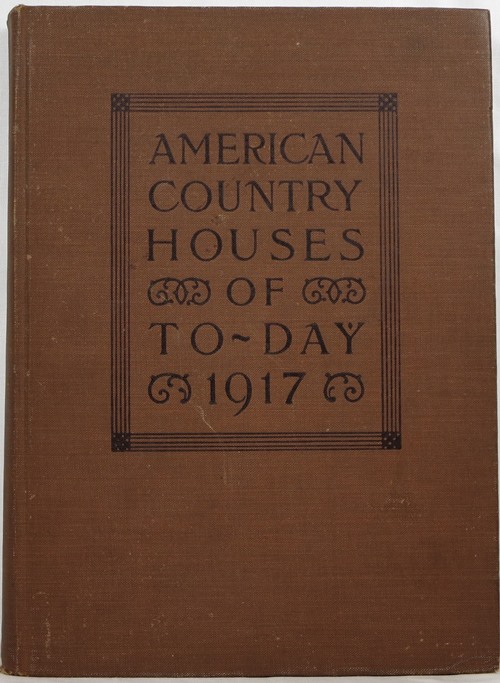 AMERICAN
COUNTRY
HOUSES
OF
TO~DAY
1917